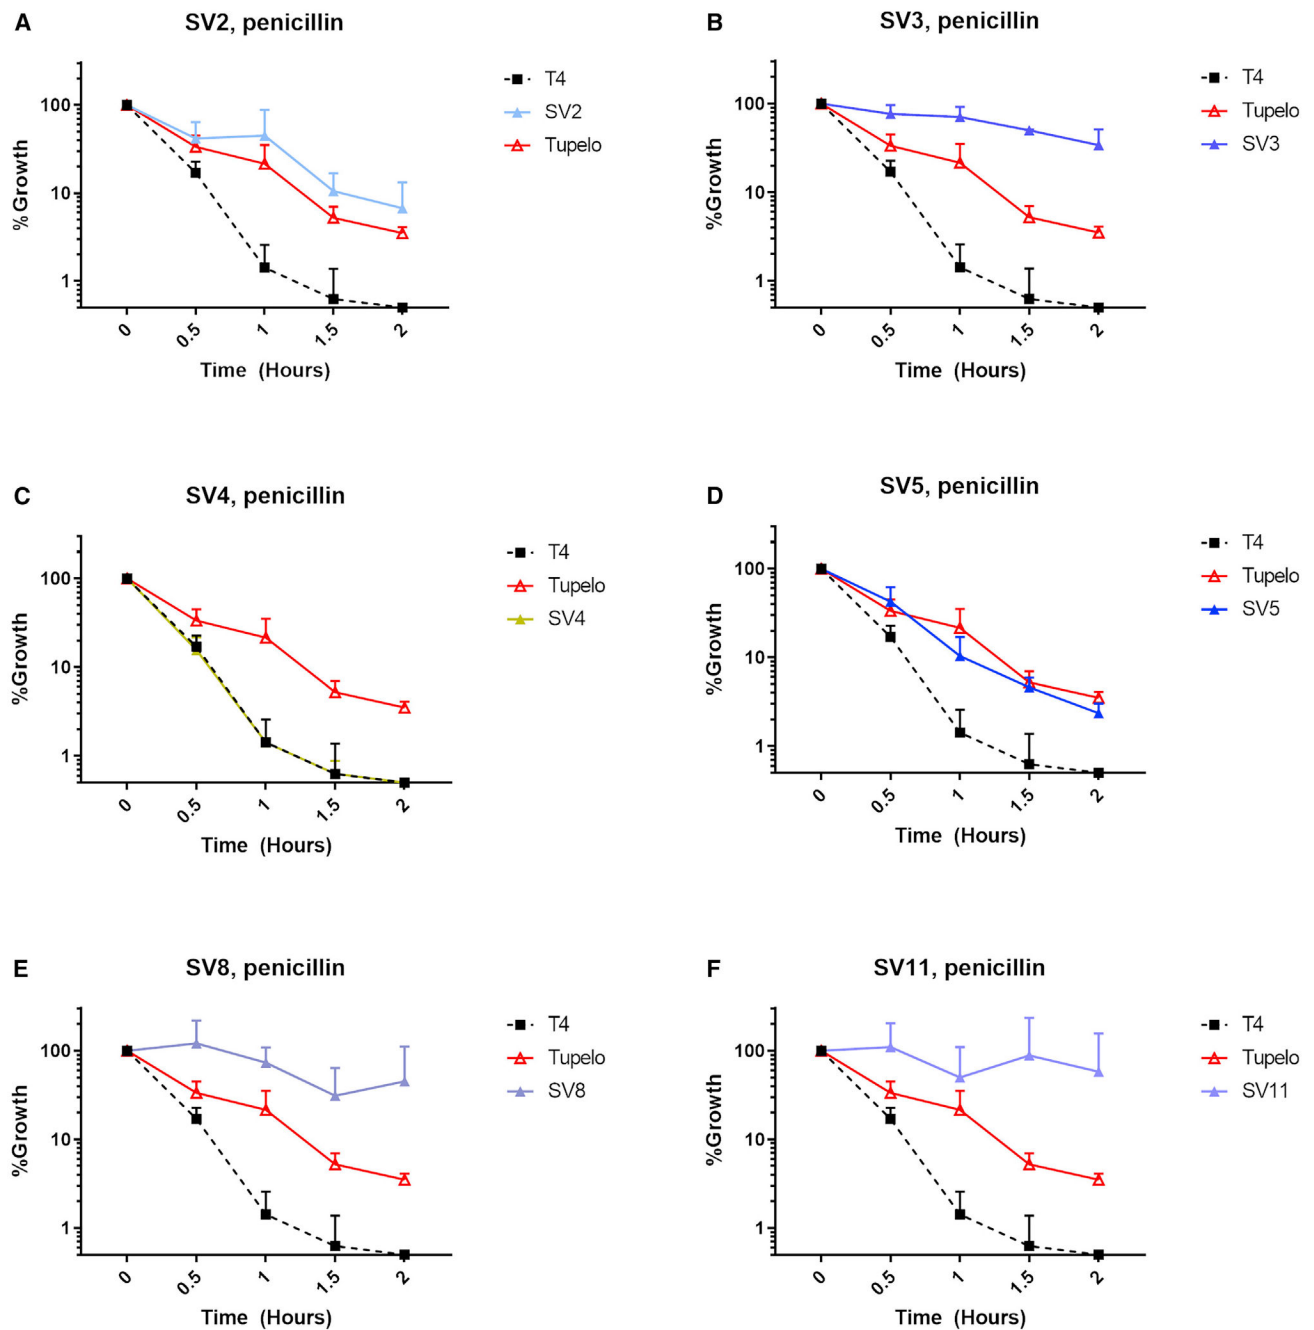 A
SV2, penicillin
%Growth
100
10
1
0
0.5
1
1.5
2
Time (Hours)
T4
SV2
Tupelo
B
SV3, penicillin
%Growth
100
10
1
0
0.5
1
1.5
2
Time (Hours)
T4
Tupelo
SV3
C
SV4, penicillin
%Growth
100
10
1
0
0.5
1
1.5
2
Time (Hours)
T4
Tupelo
SV4
D
SV5, penicillin
%Growth
100
10
1
0
0.5
1
1.5
2
Time (Hours)
T4
Tupelo
SV5
E
SV8, penicillin
%Growth
100
10
1
0
0.5
1
1.5
2
Time (Hours)
T4
Tupelo
SV8
F
SV11, penicillin
%Growth
100
10
1
0
0.5
1
1.5
2
Time (Hours)
T4
Tupelo
SV11